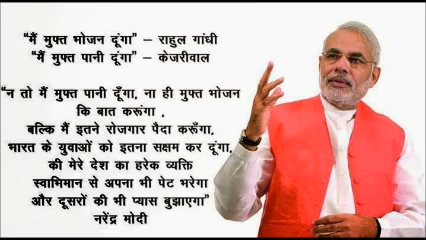 “मैं मुफ्त भोजन दूंगा” – राहुल गांधी
“मैं मुफ्त पानी दूंगा” – केजरीवाल
“न तो मैं मुफ्त पानी दूँगा, ना ही मुफ्त भोजन
कि बात करूंगा ,
बल्कि मैं इतने रोजगार पैदा करूँगा,
भारत के युवाओं को इतना सक्षम कर दूंगा,
की मेरे देश का हरेक व्यक्ति
स्वाभिमान से अपना भी पेट भरेगा
और दूसरों की भी प्यास बुझाएगा”
नरेंद्र मोदी